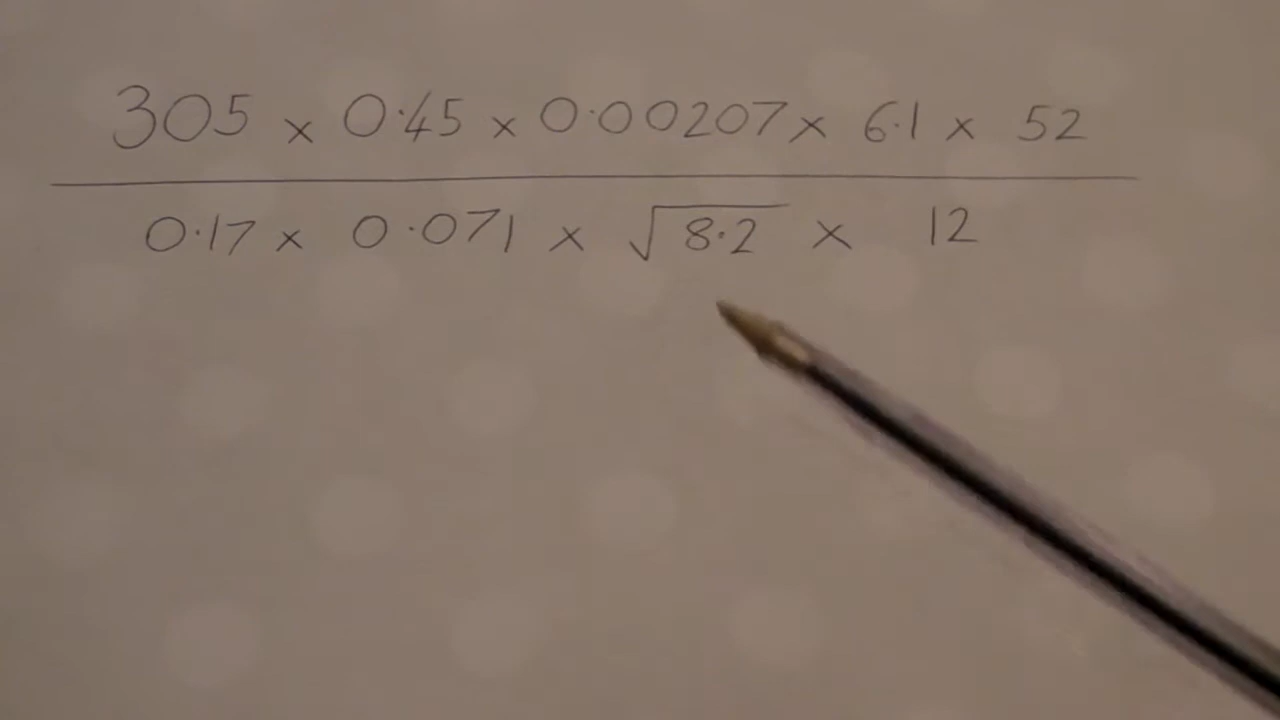 305 × 0·45 × 0·00207 × 6·1 × 52
0·17 × 0·071 × √8·2 × 12